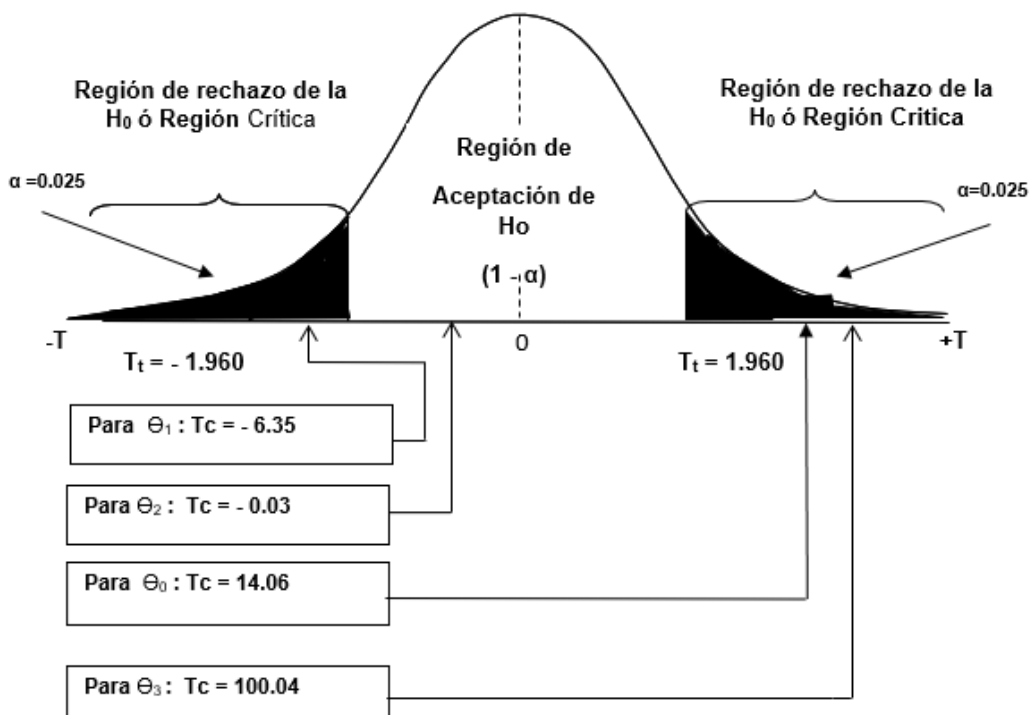 Región de rechazo de la
H₀ ó Región Crítica
Región de rechazo de la
H₀ ó Región Critica
α =0.025
α=0.025
Región de
Aceptación de
Ho
(1 - α)
-T
0
+T
Tt = - 1.960
Tt = 1.960
Para ϴ₁ : Tc = - 6.35
Para ϴ₂ : Tc = - 0.03
Para ϴ₀ : Tc = 14.06
Para ϴ₃ : Tc = 100.04